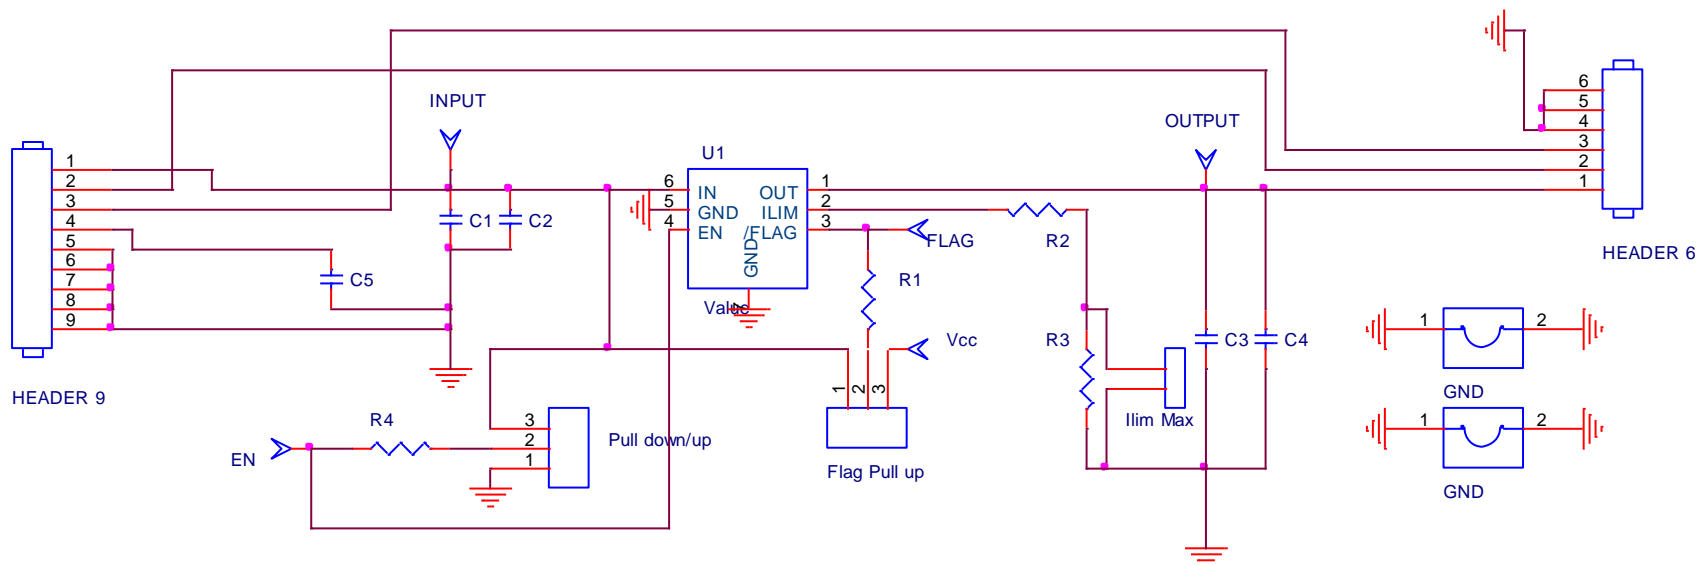 INPUT
OUTPUT
U1
1
2
3
4
5
6
7
8
9
HEADER 9
C1
C2
C5
6
5
4
IN
GND
EN
OUT
ILIM
/FLAG
GND
1
2
3
Value
7
FLAG
R1
R2
Vcc
1
2
3
Flag Pull up
R3
Ilim Max
C3
C4
6
5
4
3
2
1
HEADER 6
R4
EN
3
2
1
Pull down/up
1
2
GND
1
2
GND